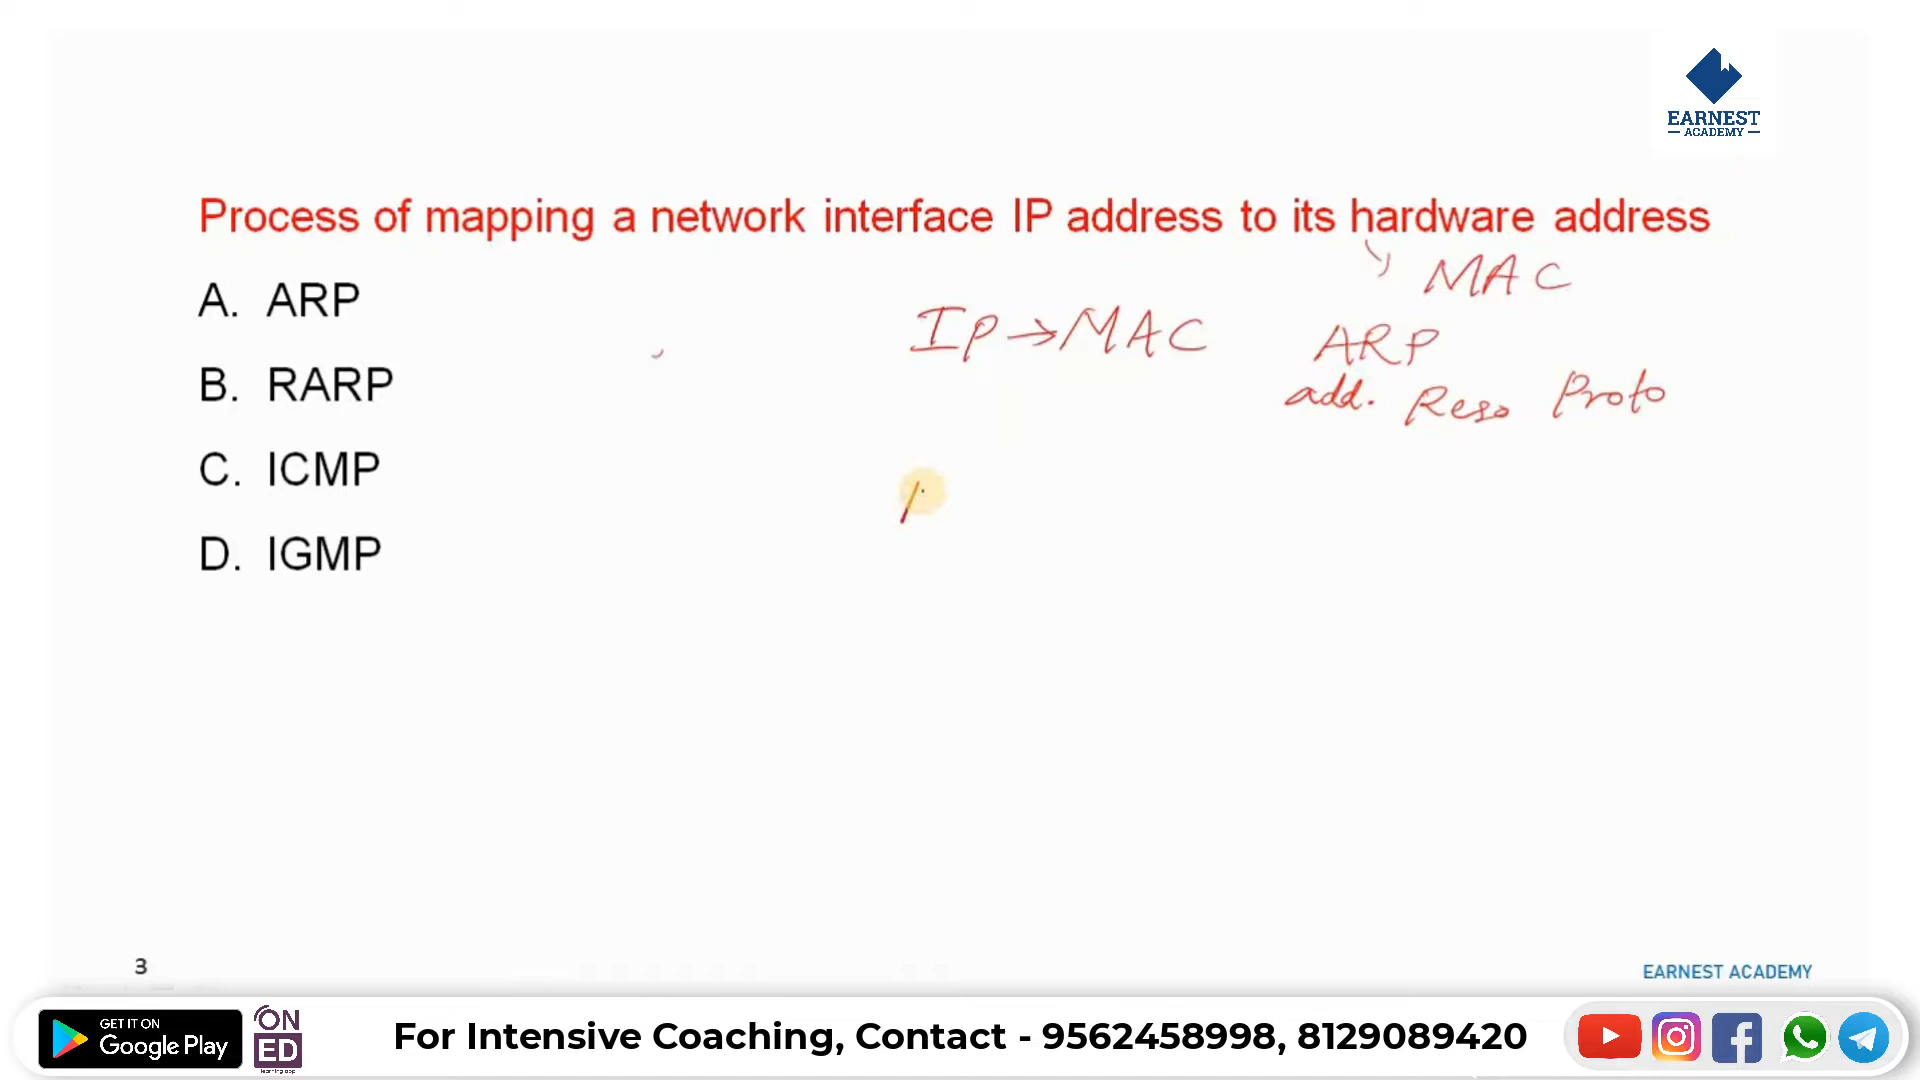 EARNEST
ACADEMY
Process of mapping a network interface IP address to its hardware address
MAC
A. ARP
IP → MAC
ARP
B. RARP
add. Reso Proto
C. ICMP
D. IGMP
3
EARNEST ACADEMY
GET IT ON
Google Play
ON
ED
learning app
For Intensive Coaching, Contact - 9562458998, 8129089420